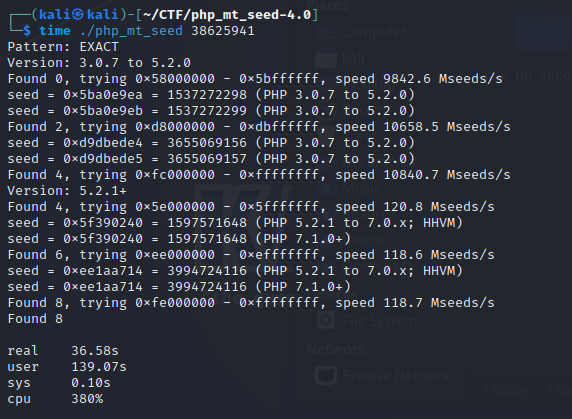 ┌──(kali㉿kali)-[~/CTF/php_mt_seed-4.0]
└─$ time ./php_mt_seed 38625941
Pattern: EXACT
Version: 3.0.7 to 5.2.0
Found 0, trying 0×58000000 - 0×5bffffff, speed 9842.6 Mseeds/s
seed = 0×5ba0e9ea = 1537272298 (PHP 3.0.7 to 5.2.0)
seed = 0×5ba0e9eb = 1537272299 (PHP 3.0.7 to 5.2.0)
Found 2, trying 0×d8000000 - 0×dbffffff, speed 10658.5 Mseeds/s
seed = 0×d9dbede4 = 3655069156 (PHP 3.0.7 to 5.2.0)
seed = 0×d9dbede5 = 3655069157 (PHP 3.0.7 to 5.2.0)
Found 4, trying 0×fc000000 - 0×ffffffff, speed 10840.7 Mseeds/s
Version: 5.2.1+
Found 4, trying 0×5e000000 - 0×5fffffff, speed 120.8 Mseeds/s
seed = 0×5f390240 = 1597571648 (PHP 5.2.1 to 7.0.x; HHVM)
seed = 0×5f390240 = 1597571648 (PHP 7.1.0+)
Found 6, trying 0×ee000000 - 0×efffffff, speed 118.6 Mseeds/s
seed = 0×ee1aa714 = 3994724116 (PHP 5.2.1 to 7.0.x; HHVM)
seed = 0×ee1aa714 = 3994724116 (PHP 7.1.0+)
Found 8, trying 0×fe000000 - 0×ffffffff, speed 118.7 Mseeds/s
Found 8
real 36.58s
user 139.07s
sys 0.10s
cpu 380%
Places
Computer
kali
Music
File System
Network
Browse Network